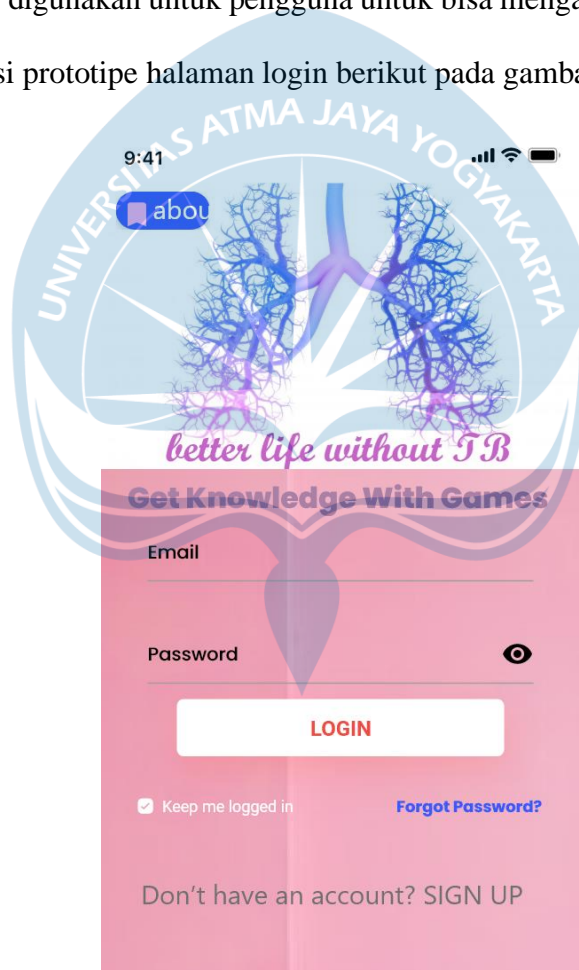 digunakan untuk pengguna untuk bisa
si prototipe halaman login berikut pada
UNIVERSITAS ATMA JAYA YOGYAKARTA
9:41
abou
better life without TB
Get Knowledge With Games
Email
Password
LOGIN
Keep me logged in
Forgot Password?
Don't have an account? SIGN UP